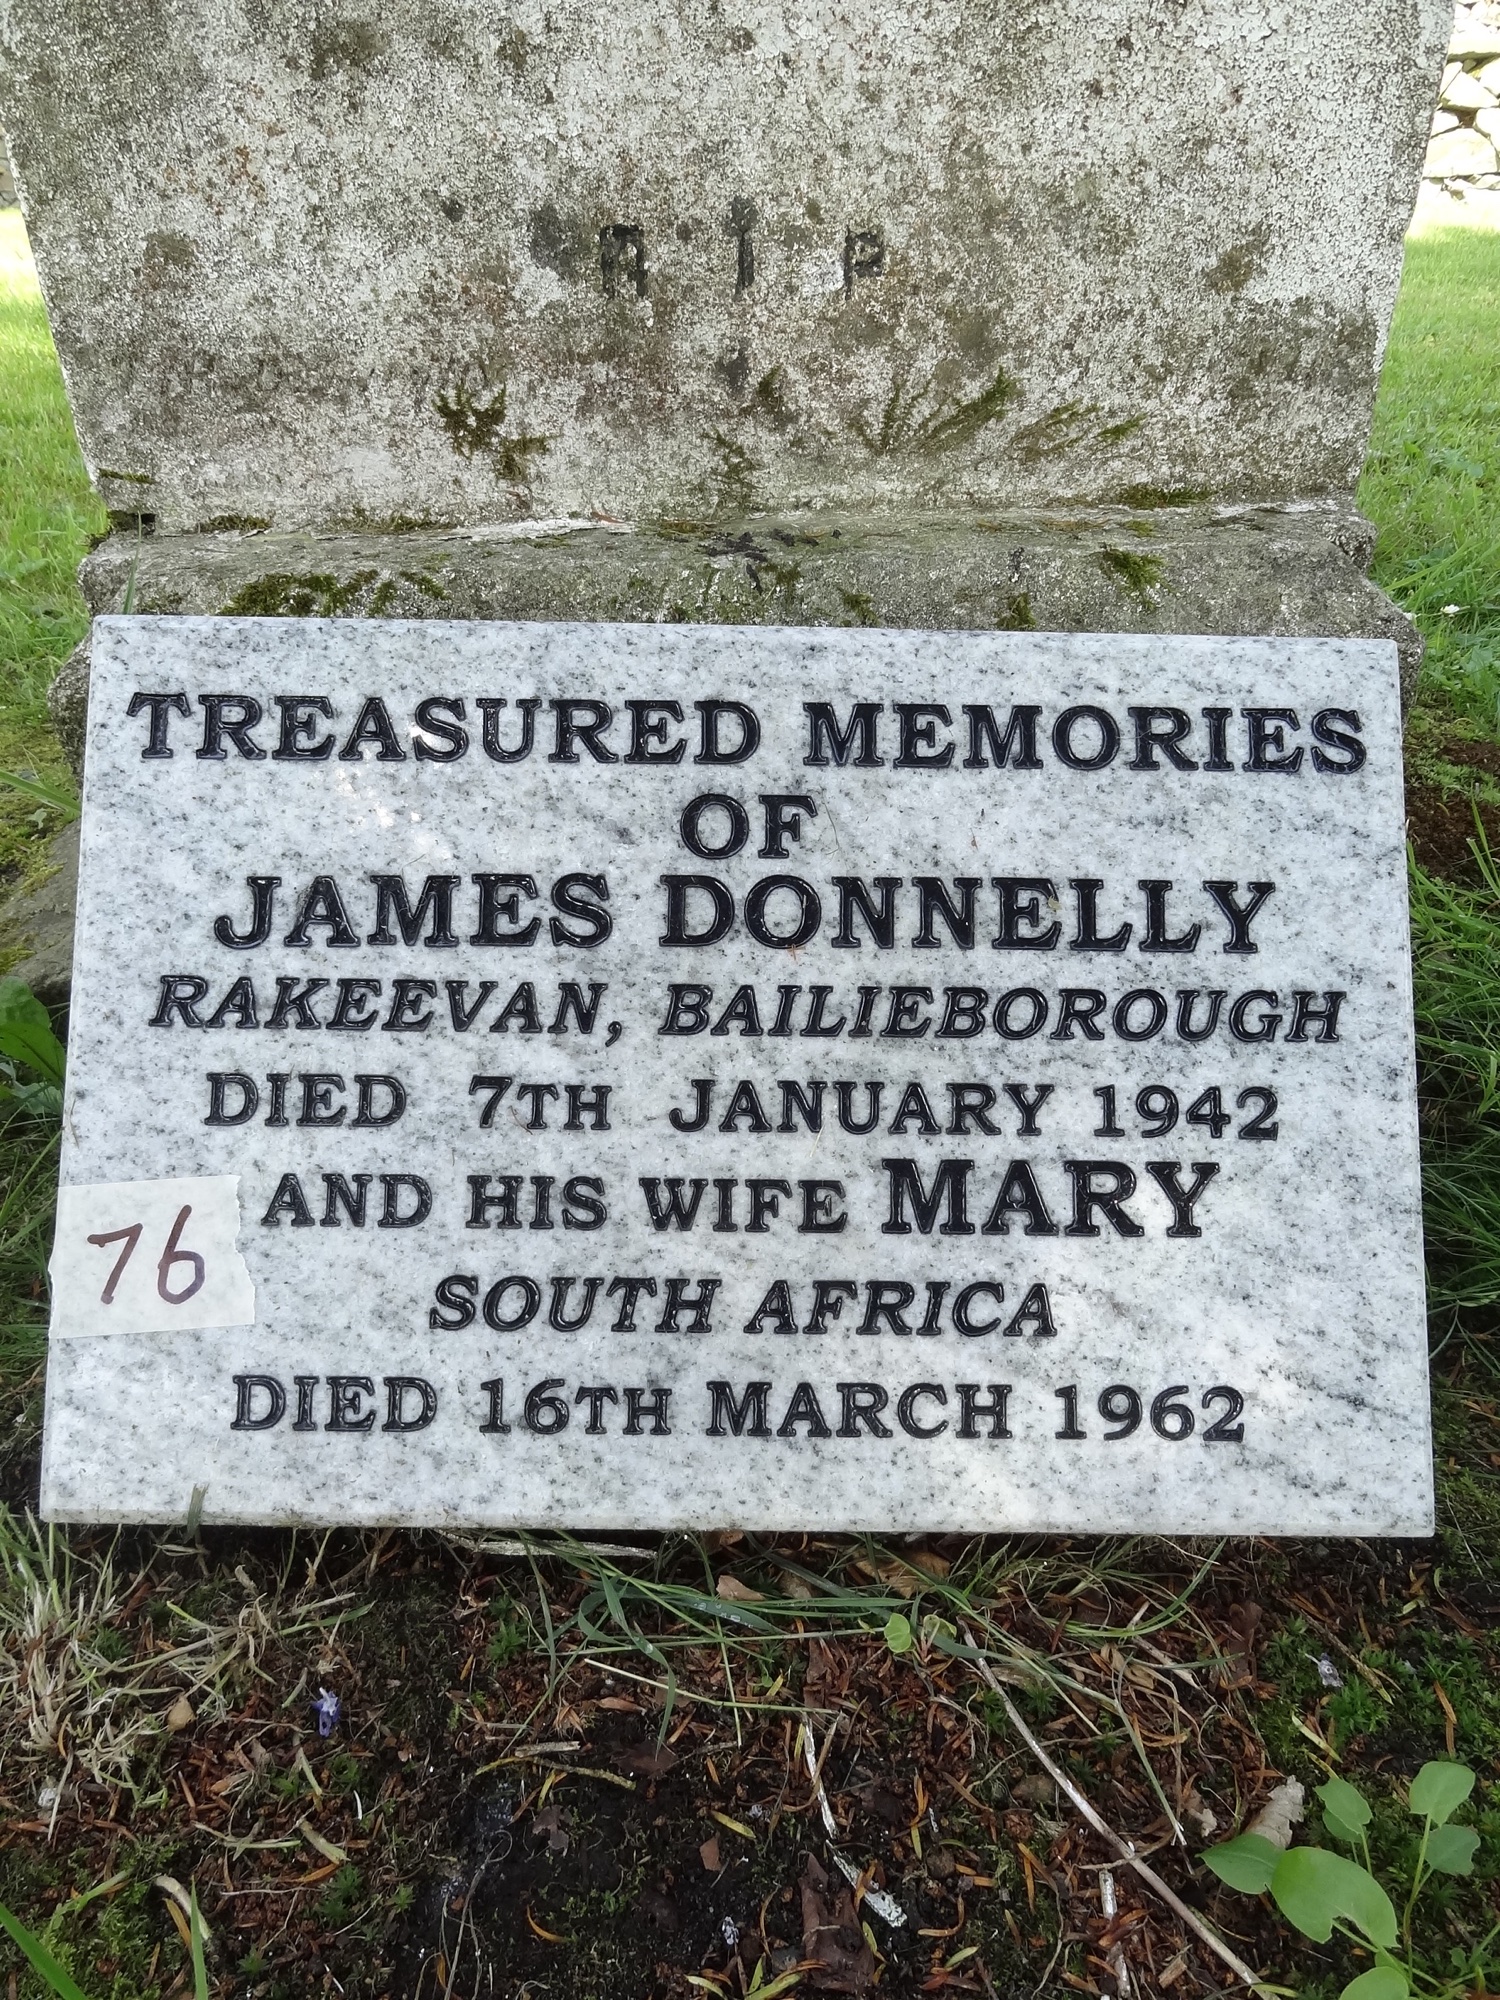 R I P
TREASURED MEMORIES
OF
JAMES DONNELLY
RAKEEVAN, BAILIEBOROUGH
DIED 7TH JANUARY 1942
AND HIS WIFE MARY
76
SOUTH AFRICA
DIED 16TH MARCH 1962